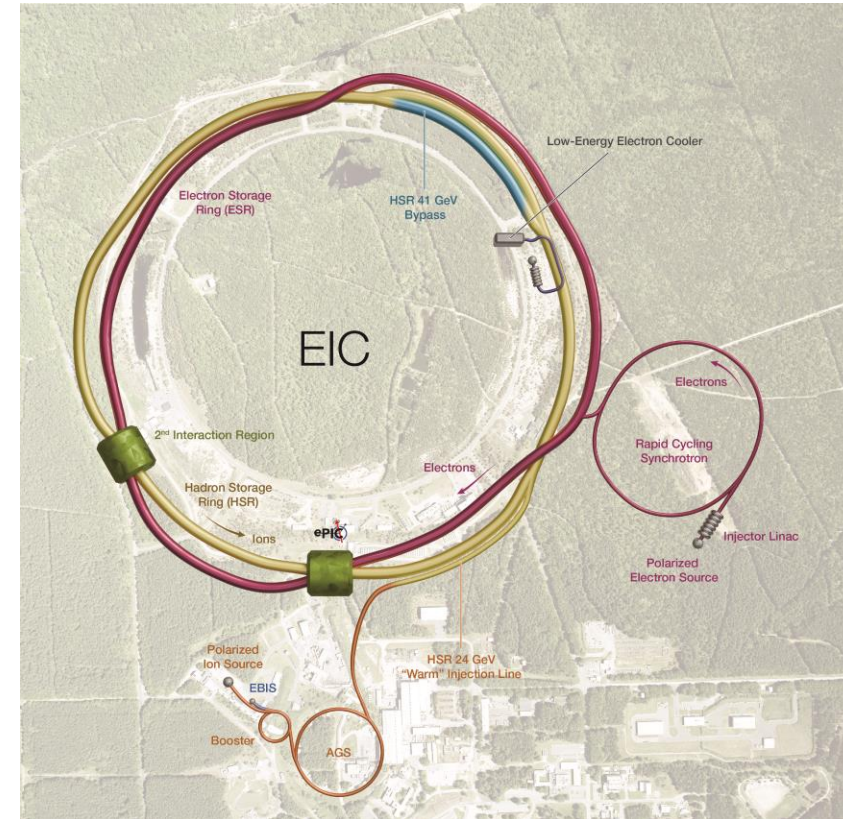 Low-Energy Electron Cooler
Electron Storage
Ring (ESR)
HSR 41 GeV
Bypass
EIC
Electrons
Rapid Cycling
Synchrotron
2nd Interaction Region
Electrons
Hadron Storage
Ring (HSR)
Ions
ePIC
Injector Linac
Polarized
Electron Source
Polarized
Ion Source
EBIS
HSR 24 GeV
"Warm" Injection Line
Booster
AGS